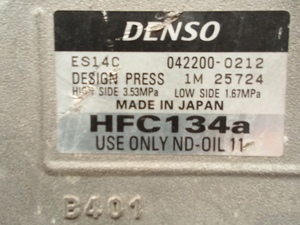 DENSO
ES14C 042200-0212
DESIGN PRESS 1M 25724
HIGH SIDE 3.53MPa LOW SIDE 1.67MPa
MADE IN JAPAN
HFC134a
USE ONLY ND-OIL 11
B401